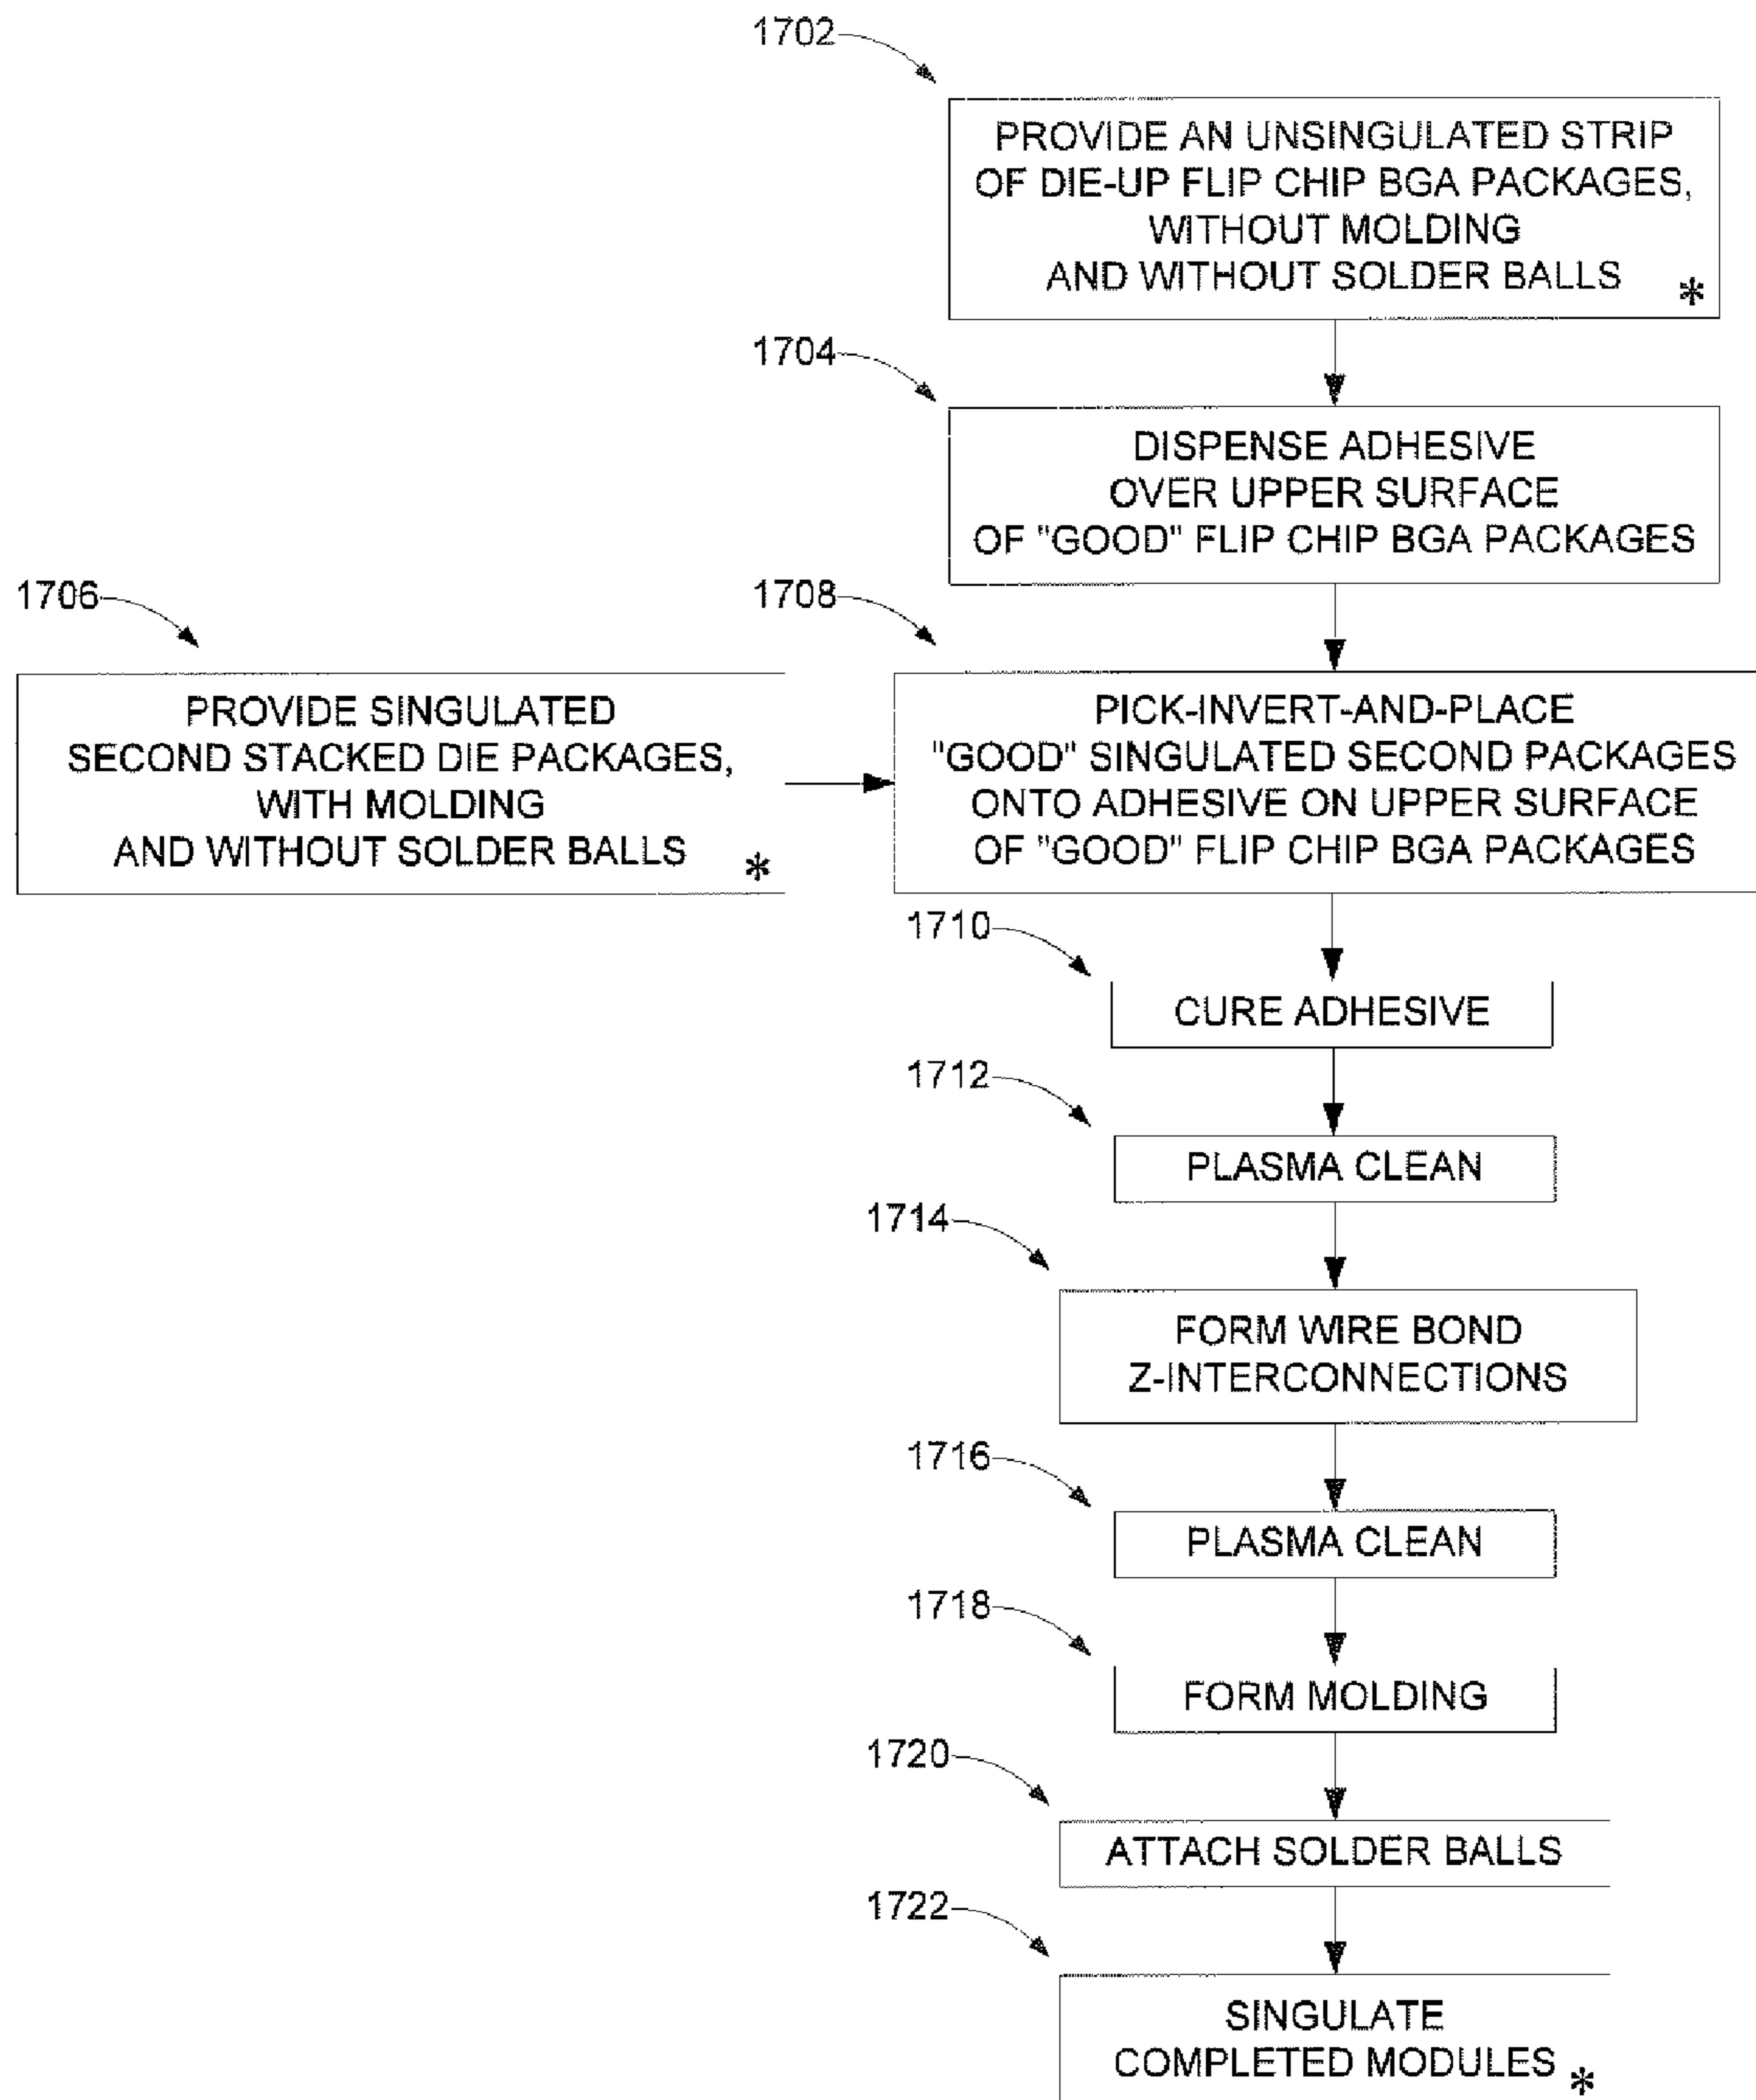 1702
PROVIDE AN UNSINGULATED STRIP
OF DIE-UP FLIP CHIP BGA PACKAGES,
WITHOUT MOLDING
AND WITHOUT SOLDER BALLS *
1704
DISPENSE ADHESIVE
OVER UPPER SURFACE
OF "GOOD" FLIP CHIP BGA PACKAGES
1706
PROVIDE SINGULATED
SECOND STACKED DIE PACKAGES,
WITH MOLDING
AND WITHOUT SOLDER BALLS *
1708
PICK-INVERT-AND-PLACE
"GOOD" SINGULATED SECOND PACKAGES
ONTO ADHESIVE ON UPPER SURFACE
OF "GOOD" FLIP CHIP BGA PACKAGES
1710
CURE ADHESIVE
1712
PLASMA CLEAN
1714
FORM WIRE BOND
Z-INTERCONNECTIONS
1716
PLASMA CLEAN
1718
FORM MOLDING
1720
ATTACH SOLDER BALLS
1722
SINGULATE
COMPLETED MODULES *